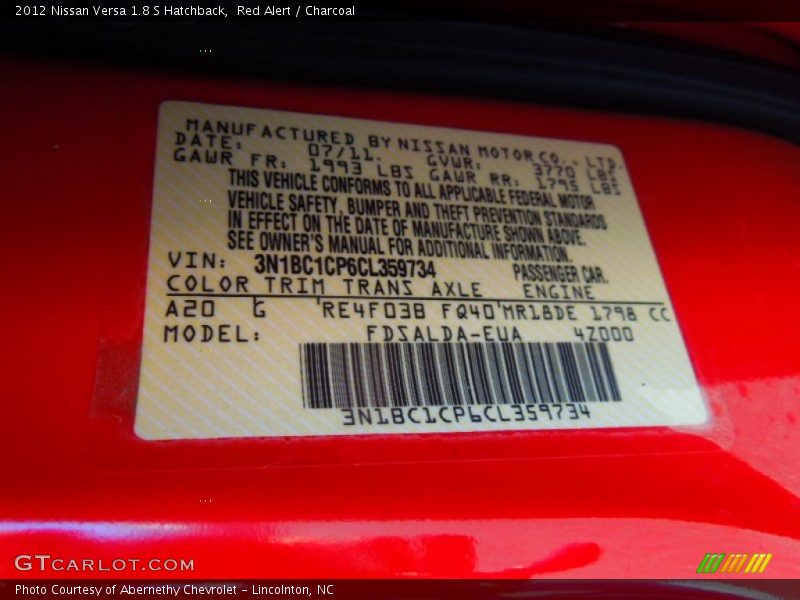 2012 Nissan Versa 1.8 S Hatchback, Red Alert / Charcoal
MANUFACTURED BY NISSAN MOTOR CO., LTD.
DATE: 07/11. GVWR: 3770 LBS
GAWR FR: 1993 LBS GAWR RR: 1795 LBS
THIS VEHICLE CONFORMS TO ALL APPLICABLE FEDERAL MOTOR
VEHICLE SAFETY, BUMPER AND THEFT PREVENTION STANDARDS
IN EFFECT ON THE DATE OF MANUFACTURE SHOWN ABOVE.
SEE OWNER'S MANUAL FOR ADDITIONAL INFORMATION.
VIN: 3N1BC1CP6CL359734 PASSENGER CAR.
COLOR TRIM TRANS AXLE ENGINE
A20 G RE4F03B FQ40 MR18DE 1798 CC
MODEL: FDSALDA-EUA 4Z000
3N1BC1CP6CL359734
GTCARLOT.COM
Photo Courtesy of Abernethy Chevrolet - Lincolnton, NC